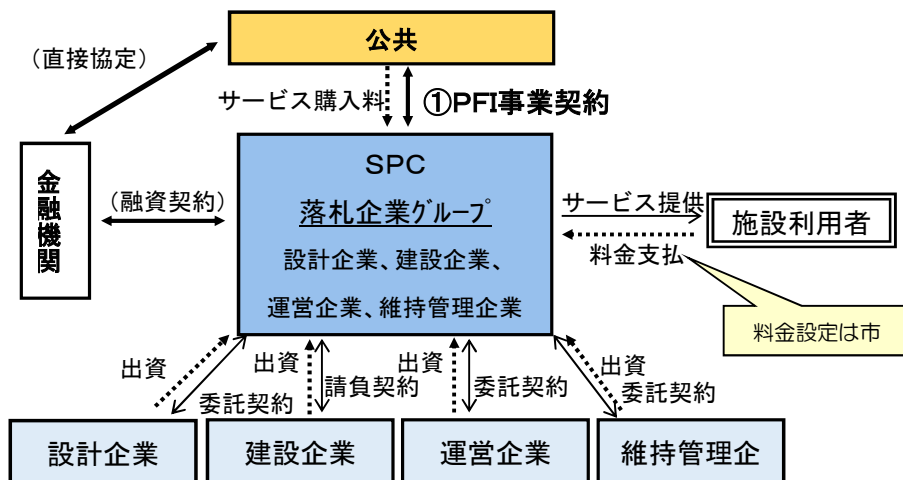 公共
（直接協定）
サービス購入料
①PFI事業契約
金融機関
（融資契約）
SPC
落札企業グループ
設計企業、建設企業、
運営企業、維持管理企業
サービス提供
料金支払
施設利用者
料金設定は市
出資
委託契約
出資
請負契約
出資
委託契約
出資
委託契約
設計企業
建設企業
運営企業
維持管理企